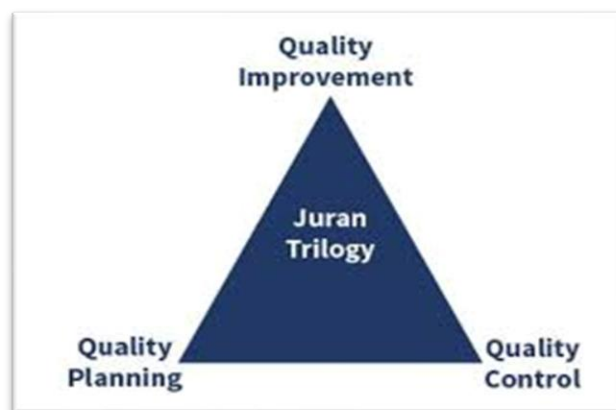 Quality
Improvement
Juran
Trilogy
Quality
Planning
Quality
Control